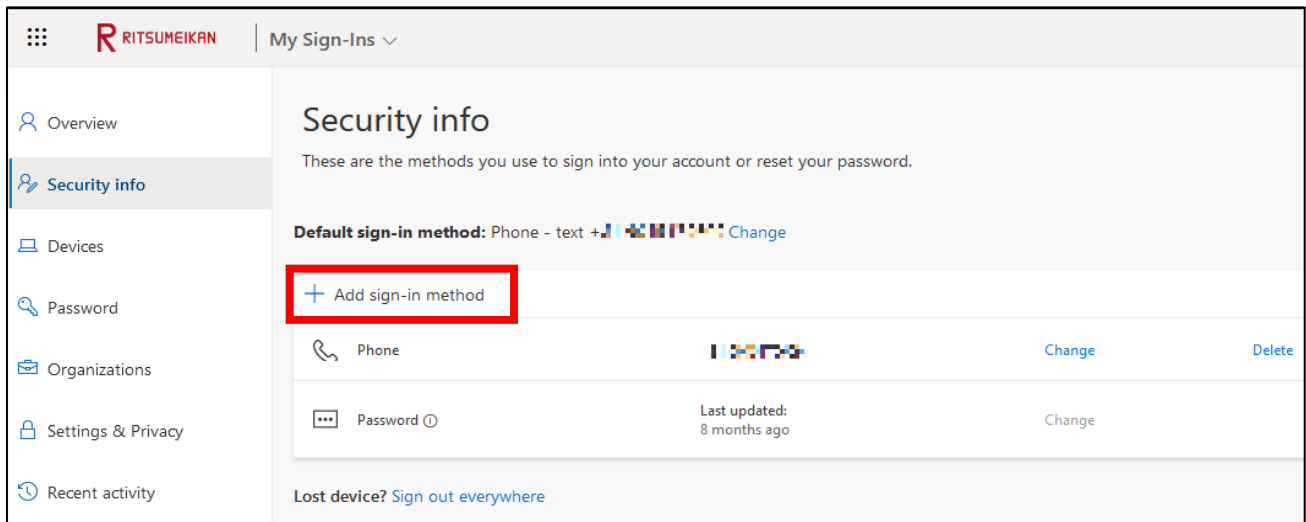 RITSUMEIKAN My Sign-Ins
Overview
Security info
Devices
Password
Organizations
Settings & Privacy
Recent activity
Security info
These are the methods you use to sign into your account or reset your password.
Default sign-in method: Phone - text + Change
+ Add sign-in method
Phone Change Delete
Password Last updated: Change
8 months ago
Lost device? Sign out everywhere